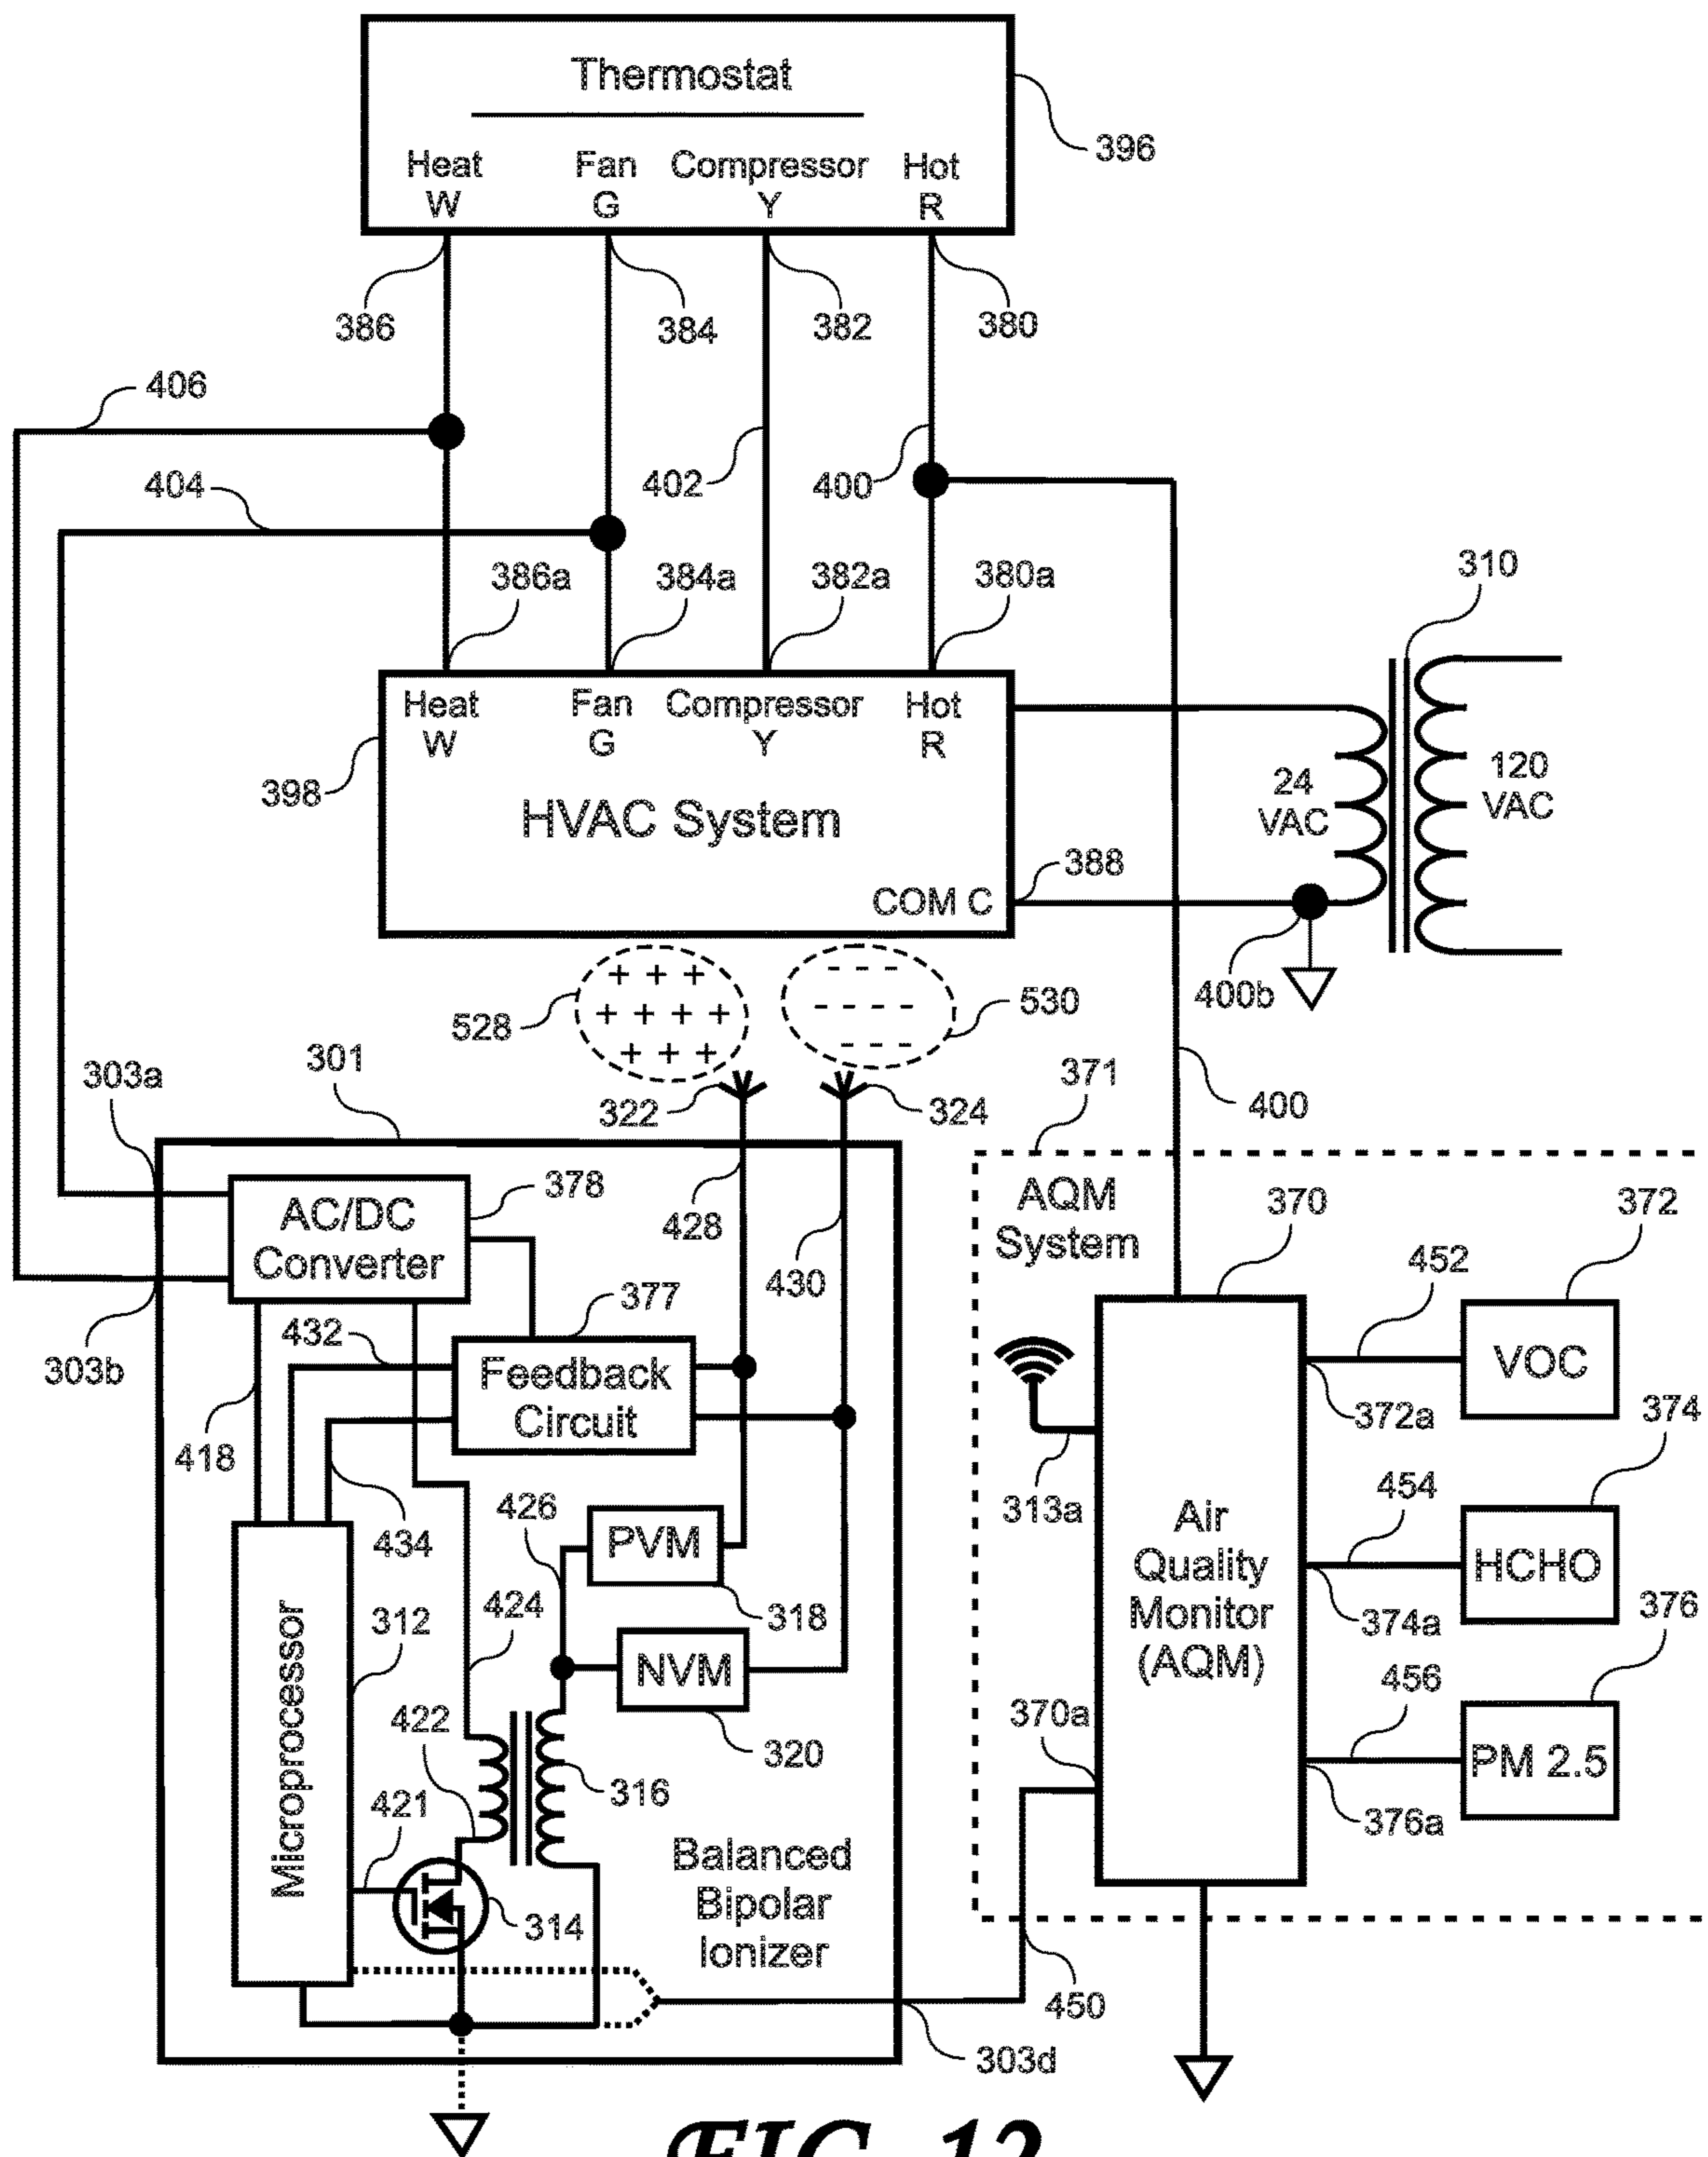 Thermostat
Heat Fan Compressor Hot
W G Y R
396
386 384 382 380
406
404 402 400
386a 384a 382a 380a
310
Heat Fan Compressor Hot
W G Y R
398
HVAC System
24 VAC
120 VAC
388
COM C
400b
+ + +
+ + + +
+ + +
- - -
- - - -
- - -
528 530
303a 301 322 324 371 400
378
AC/DC
Converter
428
430
AQM
System
370 372
452
377
432
303b
Feedback
Circuit
VOC
372a
374
418
434
426
PVM
318
313a
454
HCHO
374a
376
312
424
NVM
320
Air
Quality
Monitor
(AQM)
370a
456
PM 2.5
376a
422
316
421
Microprocessor
314
Balanced
Bipolar
Ionizer
450
303d
FIG. 12